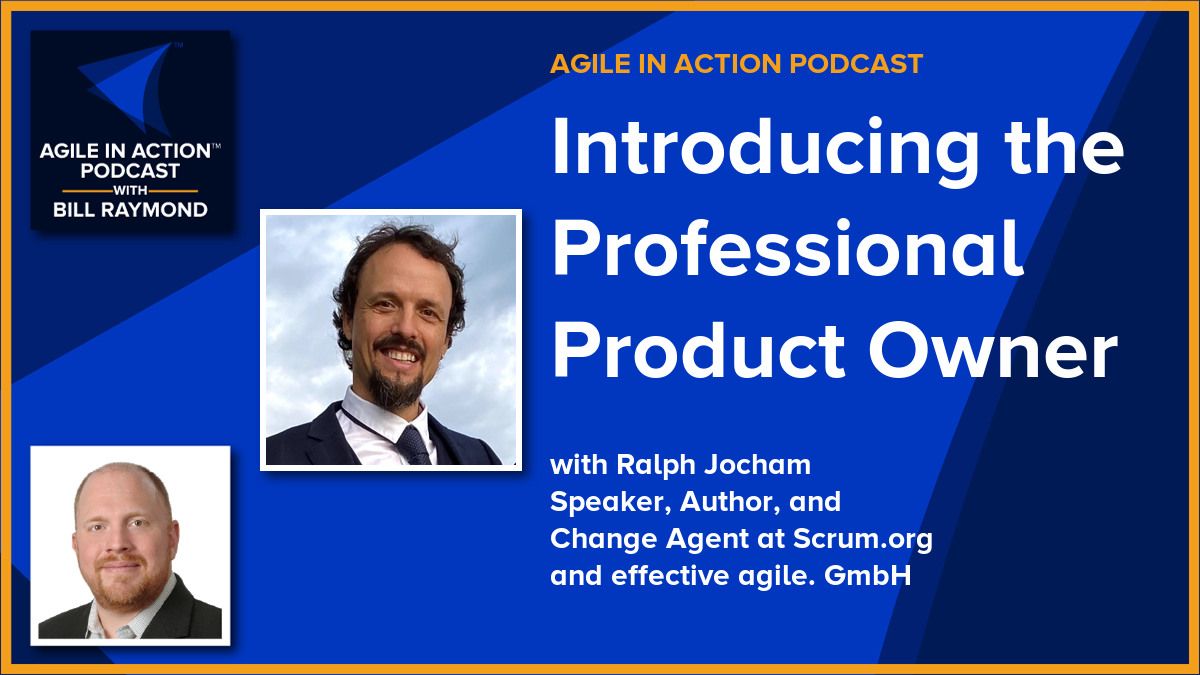 TM
AGILE IN ACTION™
PODCAST
WITH
BILL RAYMOND
AGILE IN ACTION PODCAST
Introducing the
Professional
Product Owner
with Ralph Jocham
Speaker, Author, and
Change Agent at Scrum.org
and effective agile. GmbH